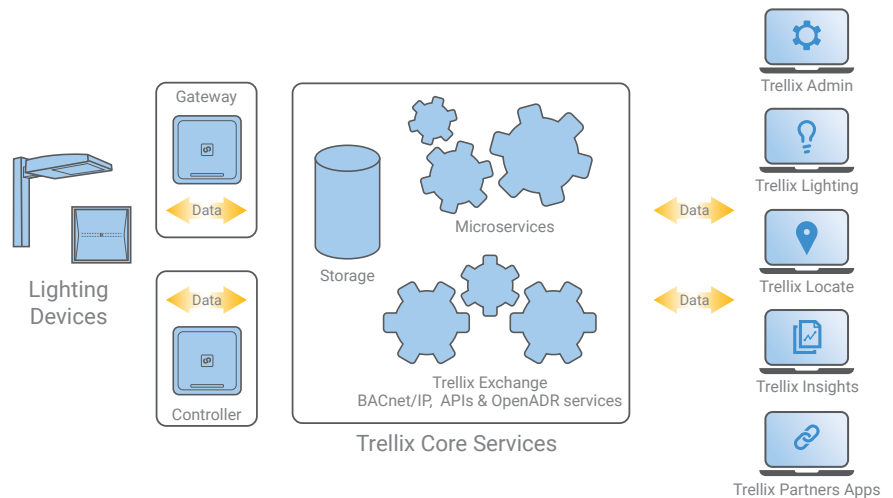 Lighting
Devices
Gateway
Data
Data
Controller
Storage
Microservices
Trellix Exchange
BACnet/IP, APIs & OpenADR services
Trellix Core Services
Data
Data
Trellix Admin
Trellix Lighting
Trellix Locate
Trellix Insights
Trellix Partners Apps